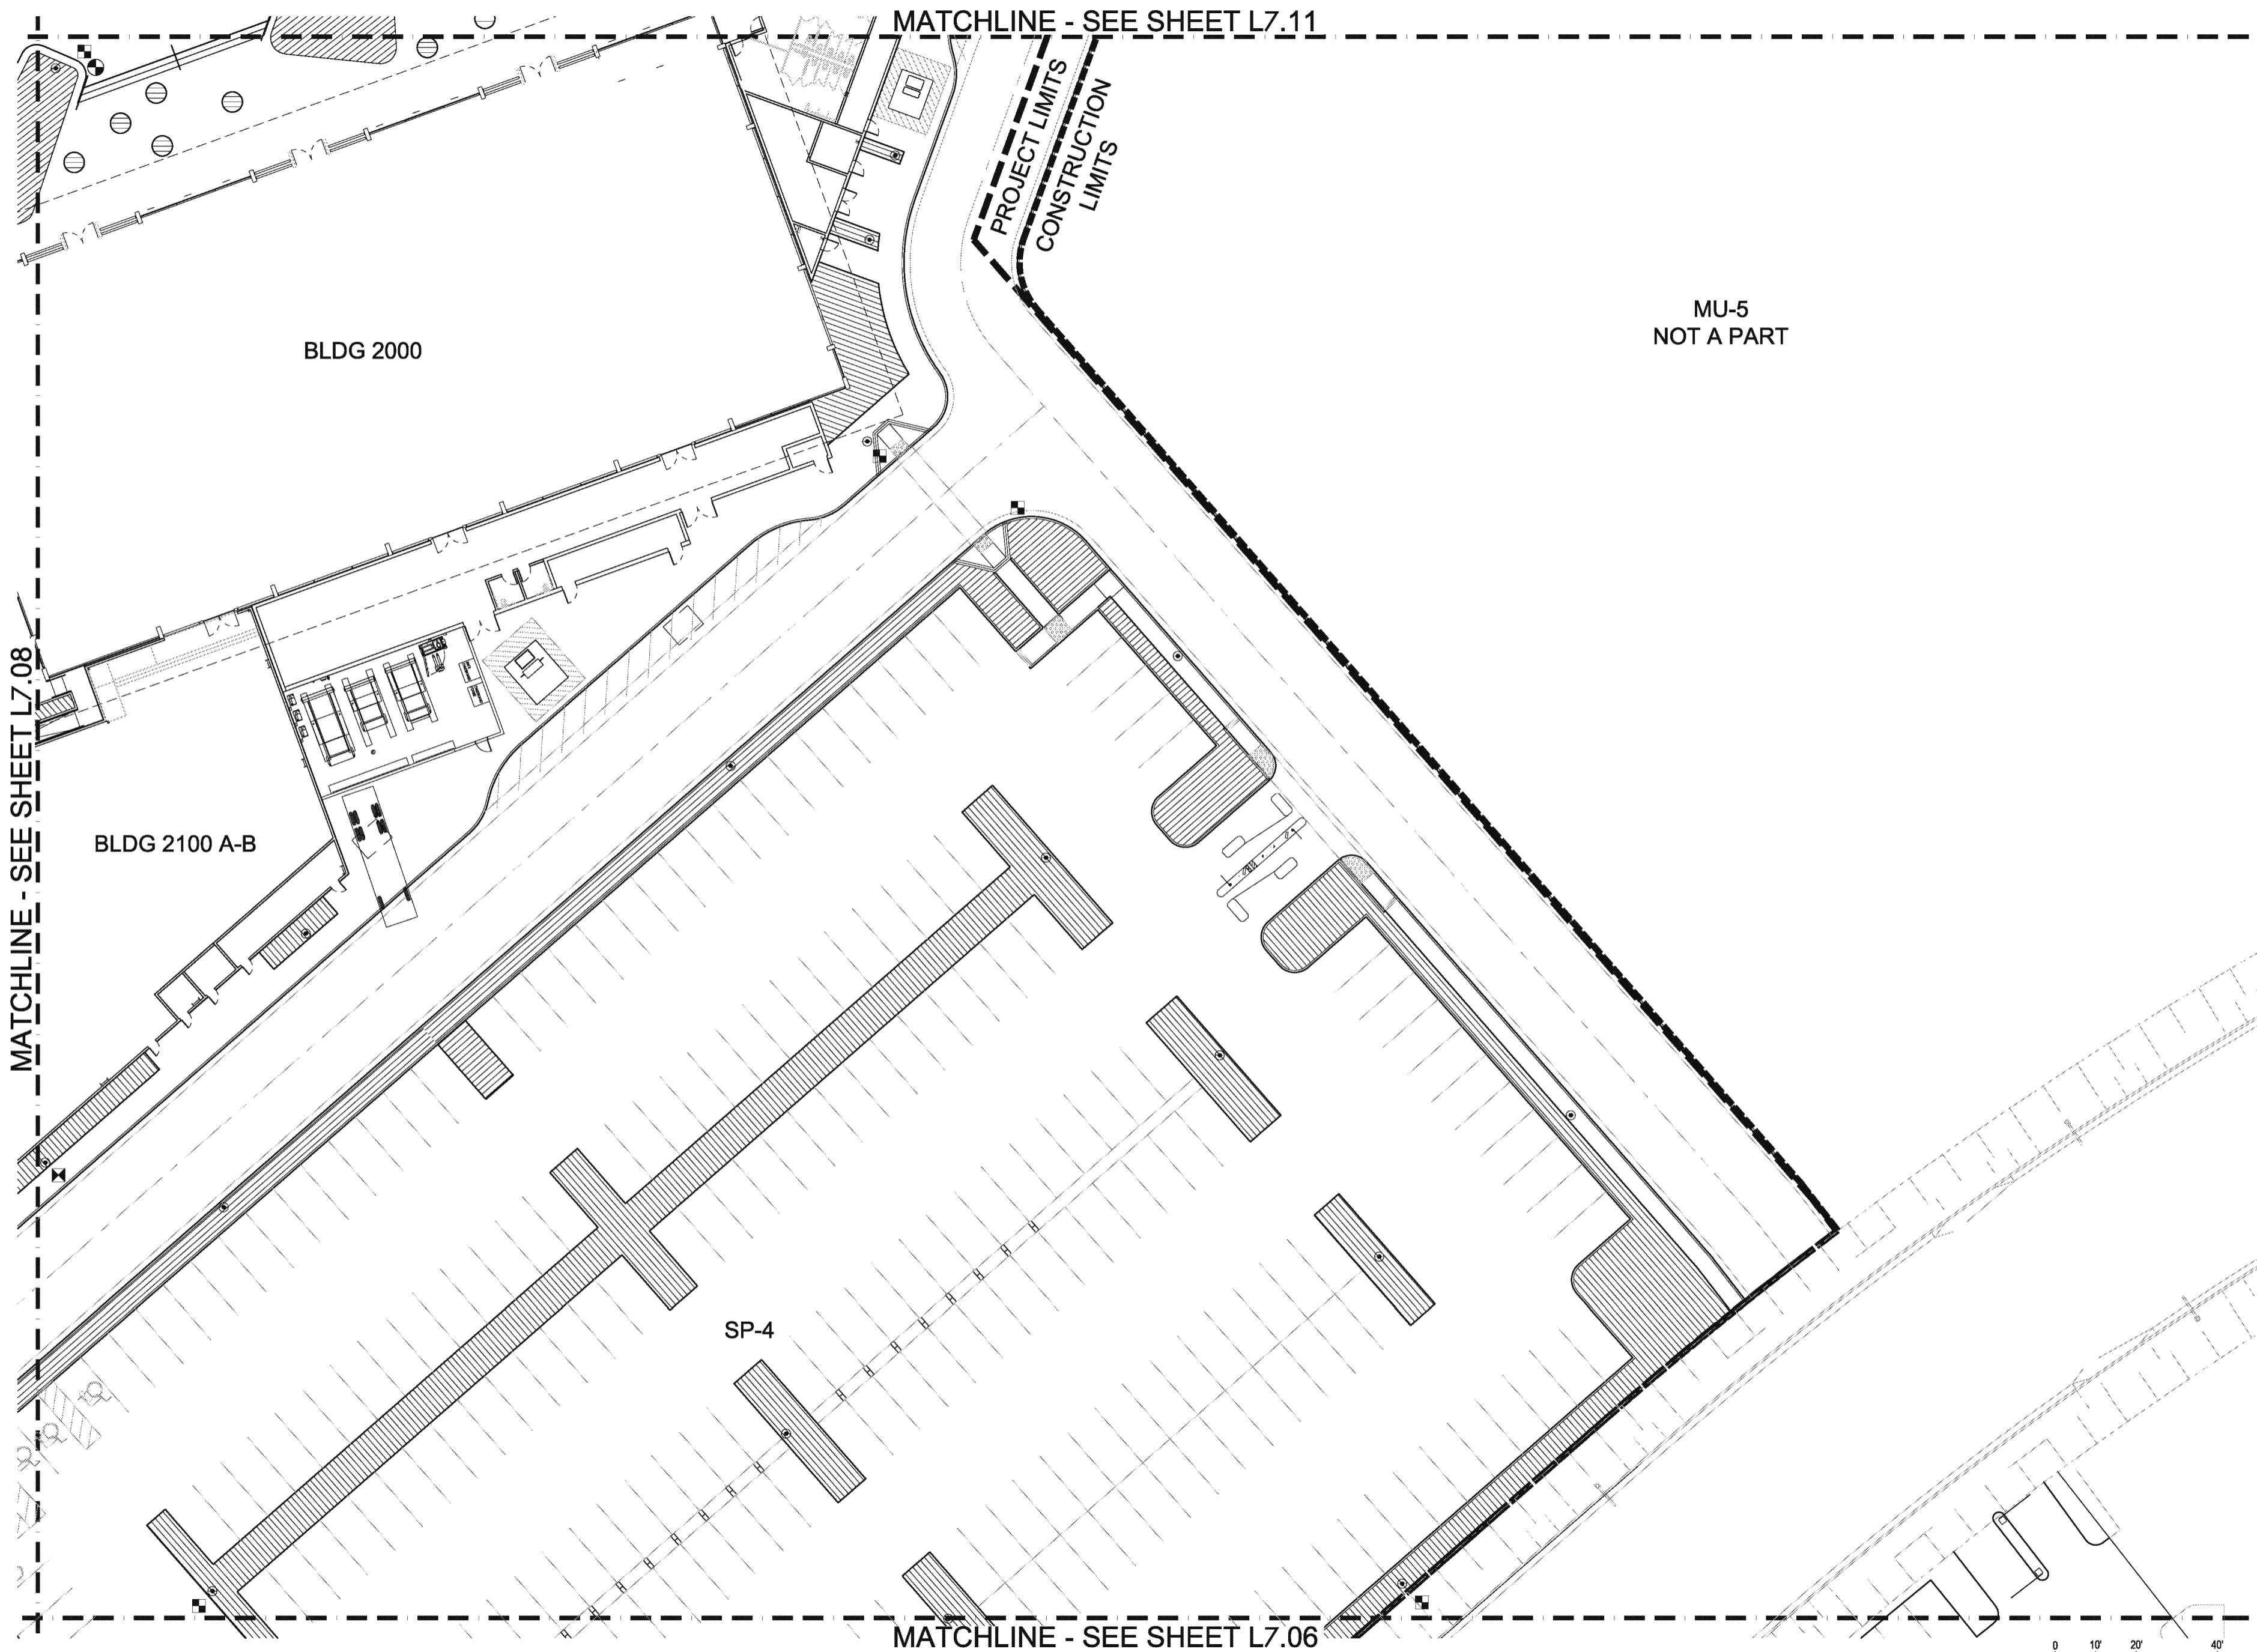 MATCHLINE - SEE SHEET L7.11
PROJECT LIMITS
CONSTRUCTION
LIMITS
MU-5
NOT A PART
BLDG 2000
MATCHLINE - SEE SHEET L7.08
BLDG 2100 A-B
SP-4
MATCHLINE - SEE SHEET L7.06
0 10' 20' 40'